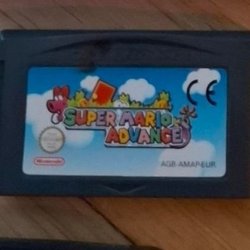 SUPER MARIO
ADVANCE
CE
Nintendo
AGB-AMAP-EUR